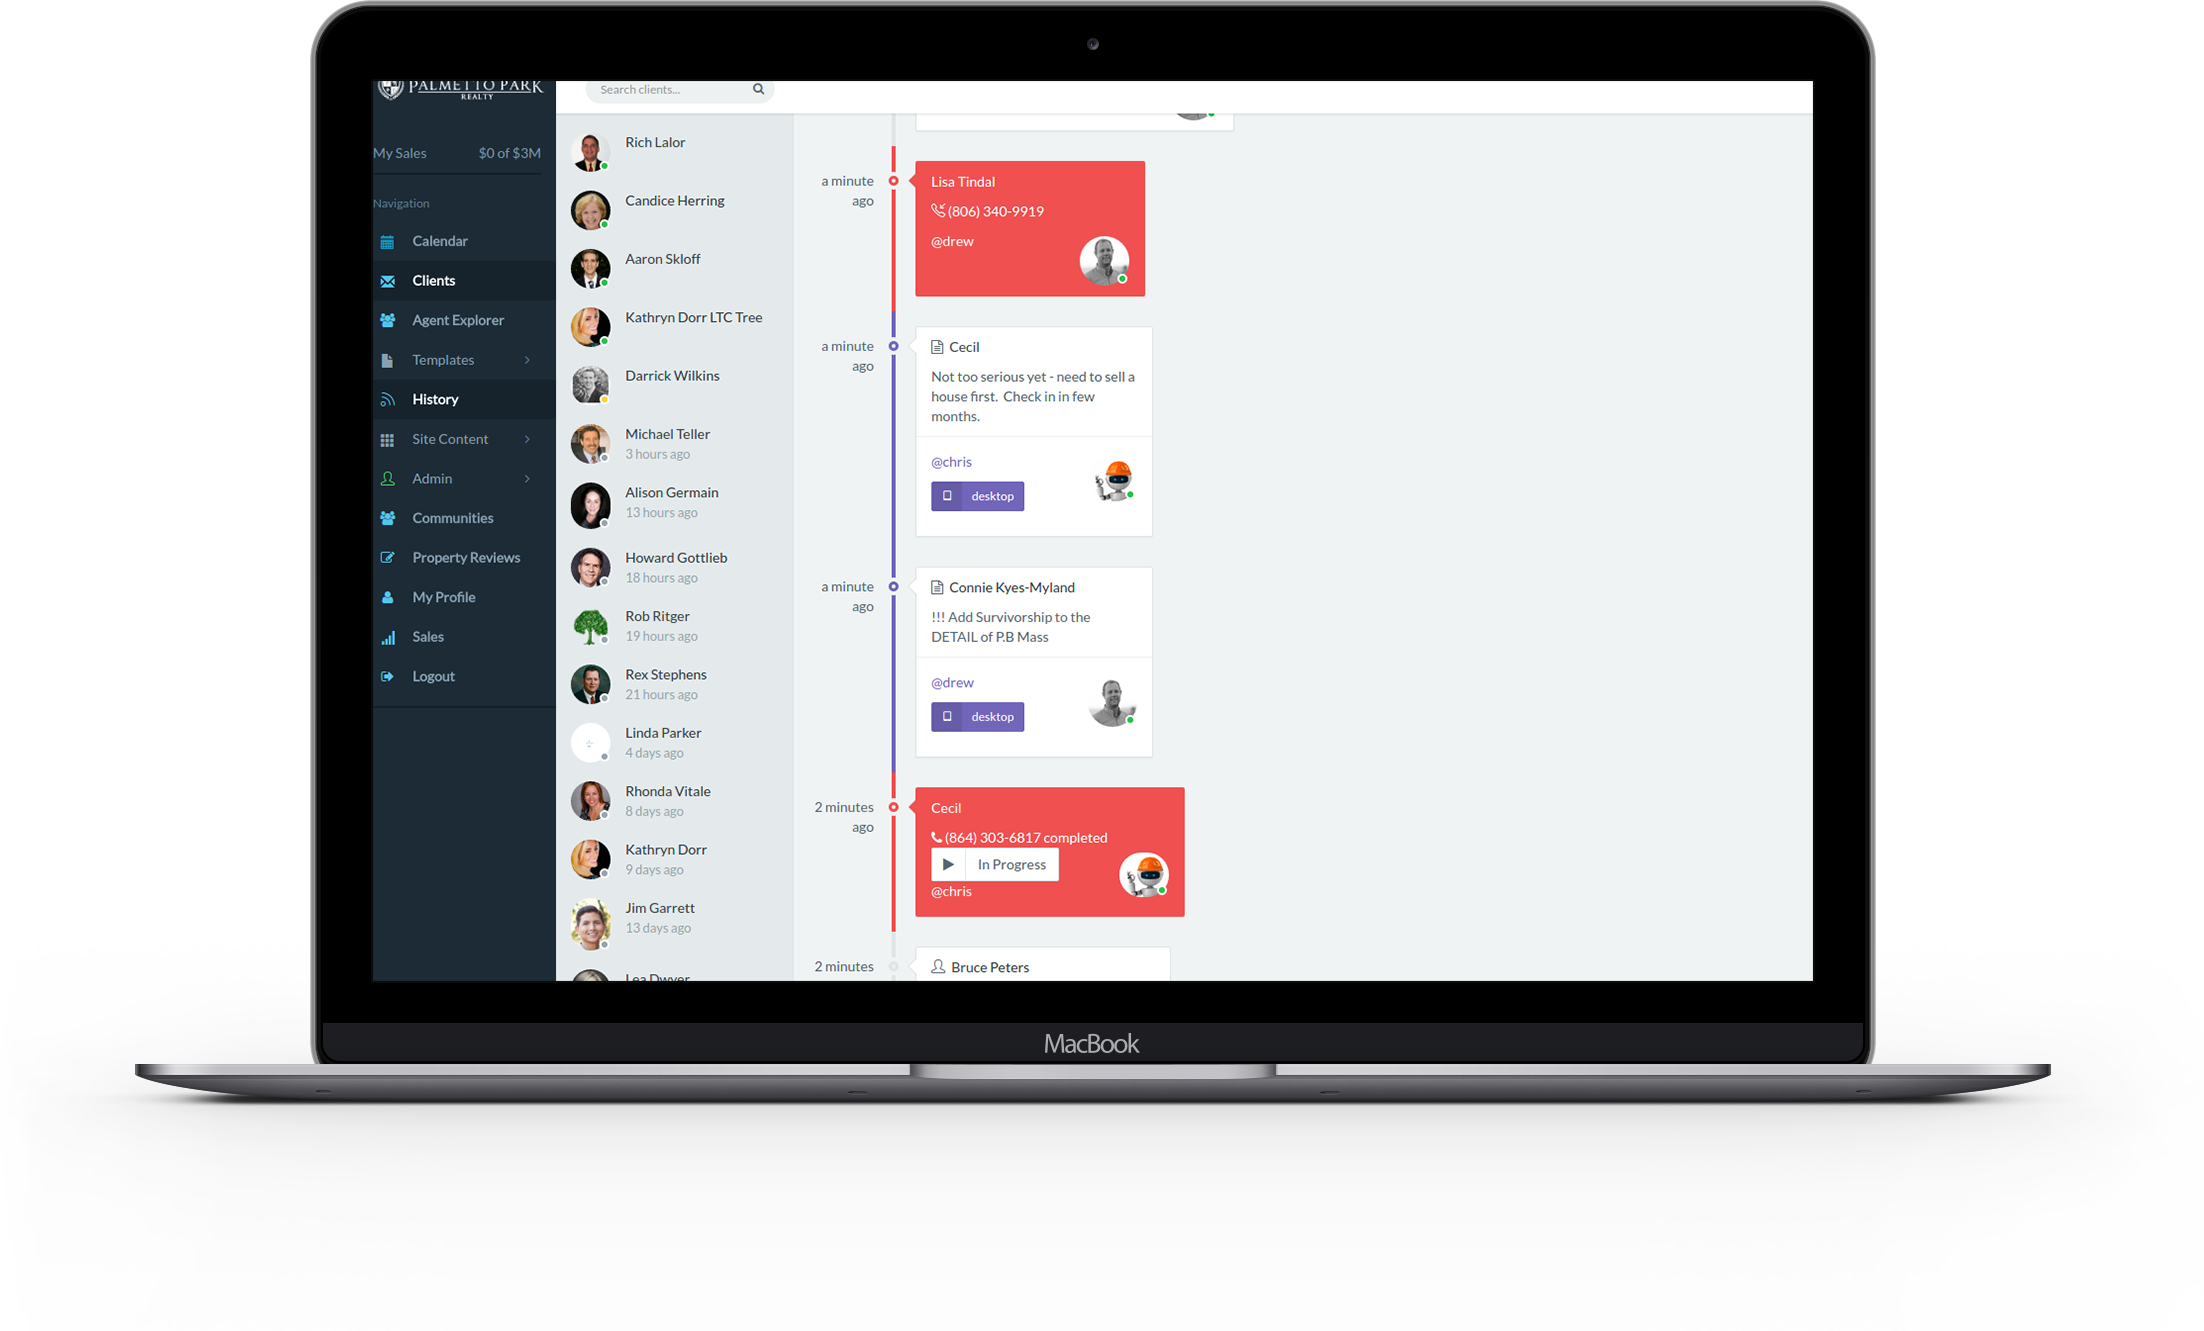 PALMETTO PARK
REALTY
Search clients...
My Sales $0 of $3M
Navigation
Calendar
Clients
Agent Explorer
Templates
History
Site Content
Admin
Communities
Property Reviews
My Profile
Sales
Logout
Rich Lalor
Candice Herring
Aaron Skloff
Kathryn Dorr LTC Tree
Darrick Wilkins
Michael Teller
3 hours ago
Alison Germain
13 hours ago
Howard Gottlieb
18 hours ago
Rob Ritger
19 hours ago
Rex Stephens
21 hours ago
Linda Parker
4 days ago
Rhonda Vitale
8 days ago
Kathryn Dorr
9 days ago
Jim Garrett
13 days ago
Lea Dwyer
a minute
ago
Lisa Tindal
(806) 340-9919
@drew
a minute
ago
Cecil
Not too serious yet - need to sell a
house first. Check in in few
months.
@chris
desktop
a minute
ago
Connie Kyes-Myland
!!! Add Survivorship to the
DETAIL of P.B Mass
@drew
desktop
2 minutes
ago
Cecil
(864) 303-6817 completed
In Progress
@chris
2 minutes
Bruce Peters
MacBook